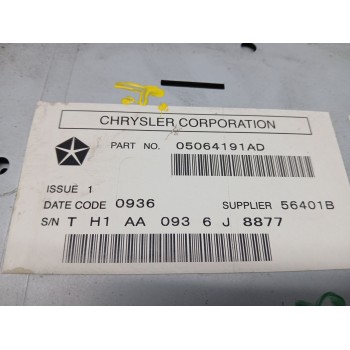 CHRYSLER CORPORATION
PART NO. 05064191AD
ISSUE 1
DATE CODE 0936 SUPPLIER 56401B
S/N T H1 AA 093 6 J 8877